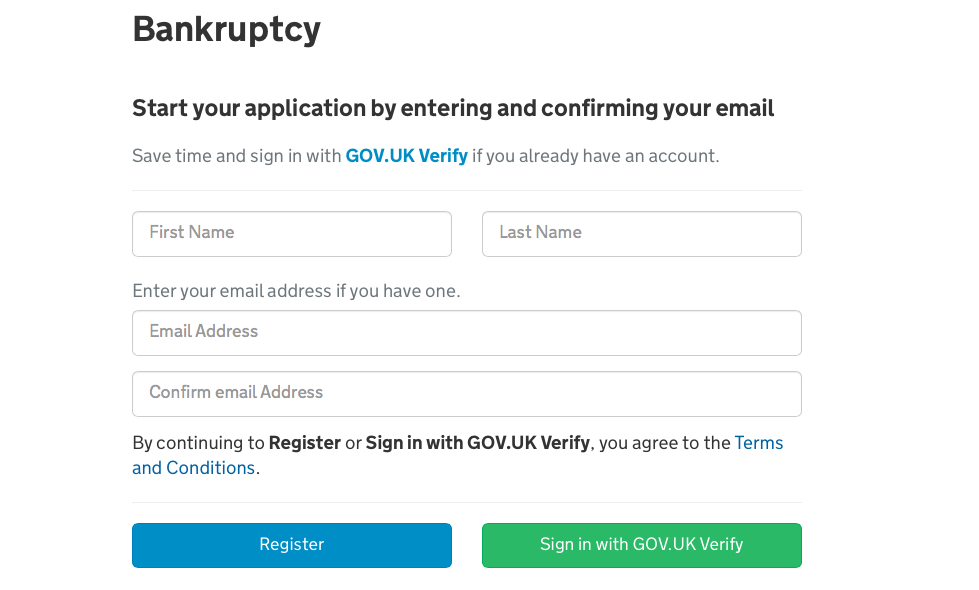 Bankruptcy
Start your application by entering and confirming your email
Save time and sign in with GOV.UK Verify if you already have an account.
First Name
Last Name
Enter your email address if you have one.
Email Address
Confirm email Address
By continuing to Register or Sign in with GOV.UK Verify, you agree to the Terms
and Conditions.
Register
Sign in with GOV.UK Verify